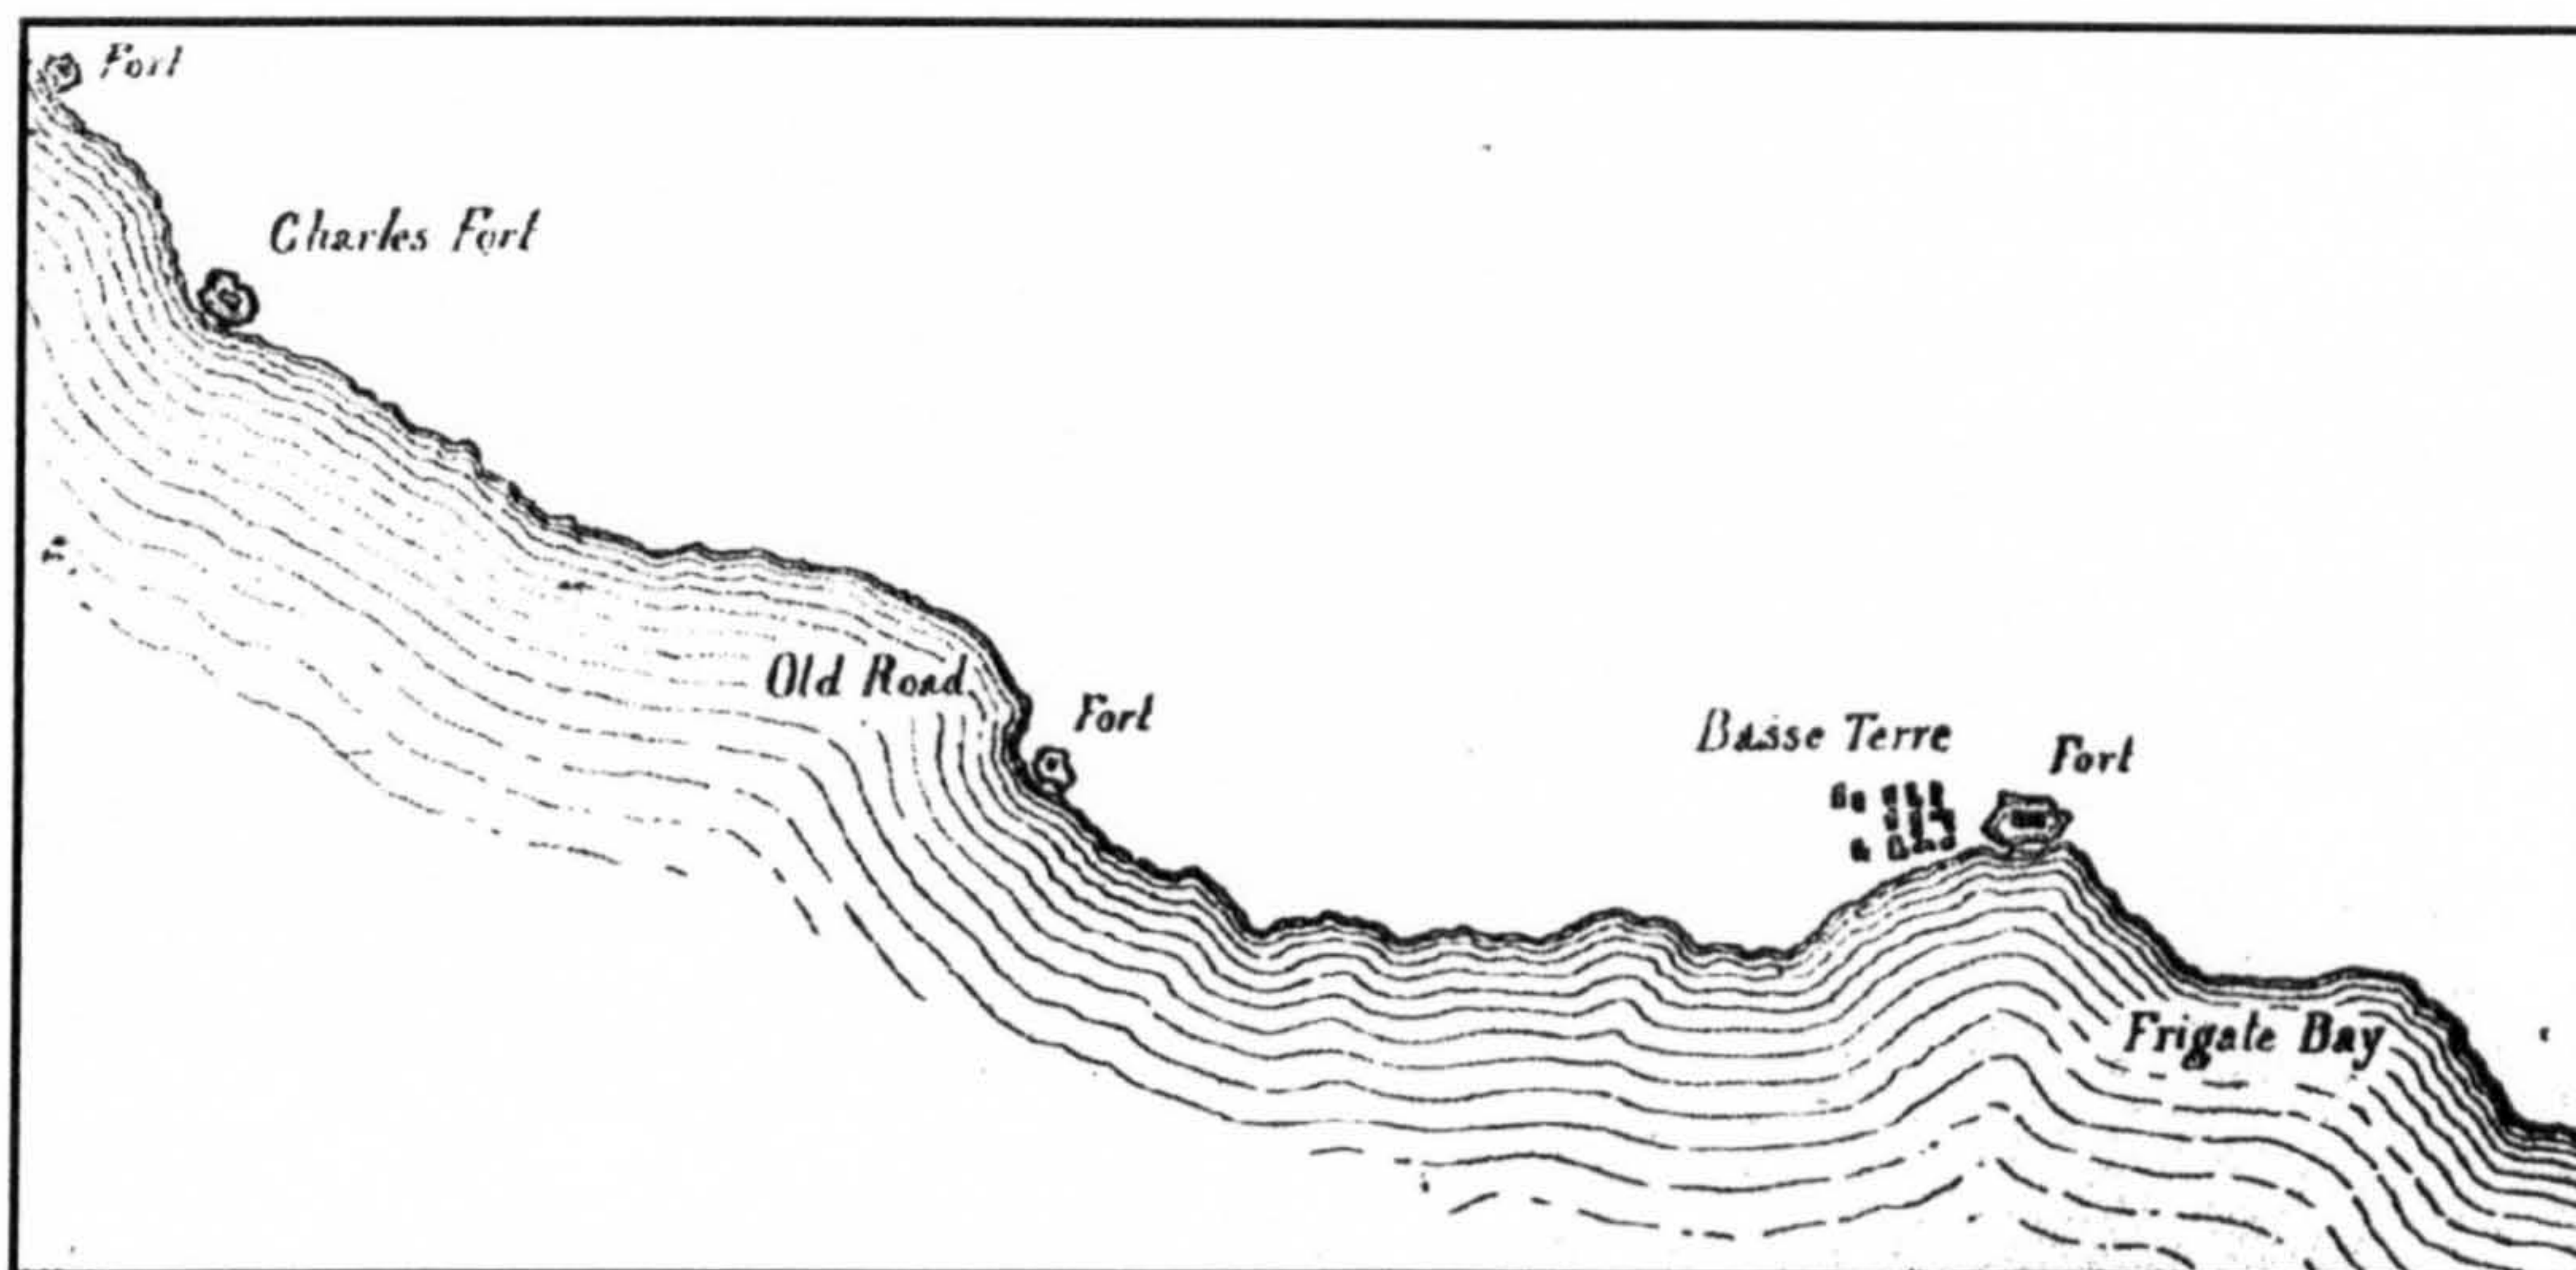 Fort
Charles Fort
Old Road
Fort
Basse Terre
Fort
Frigate Bay